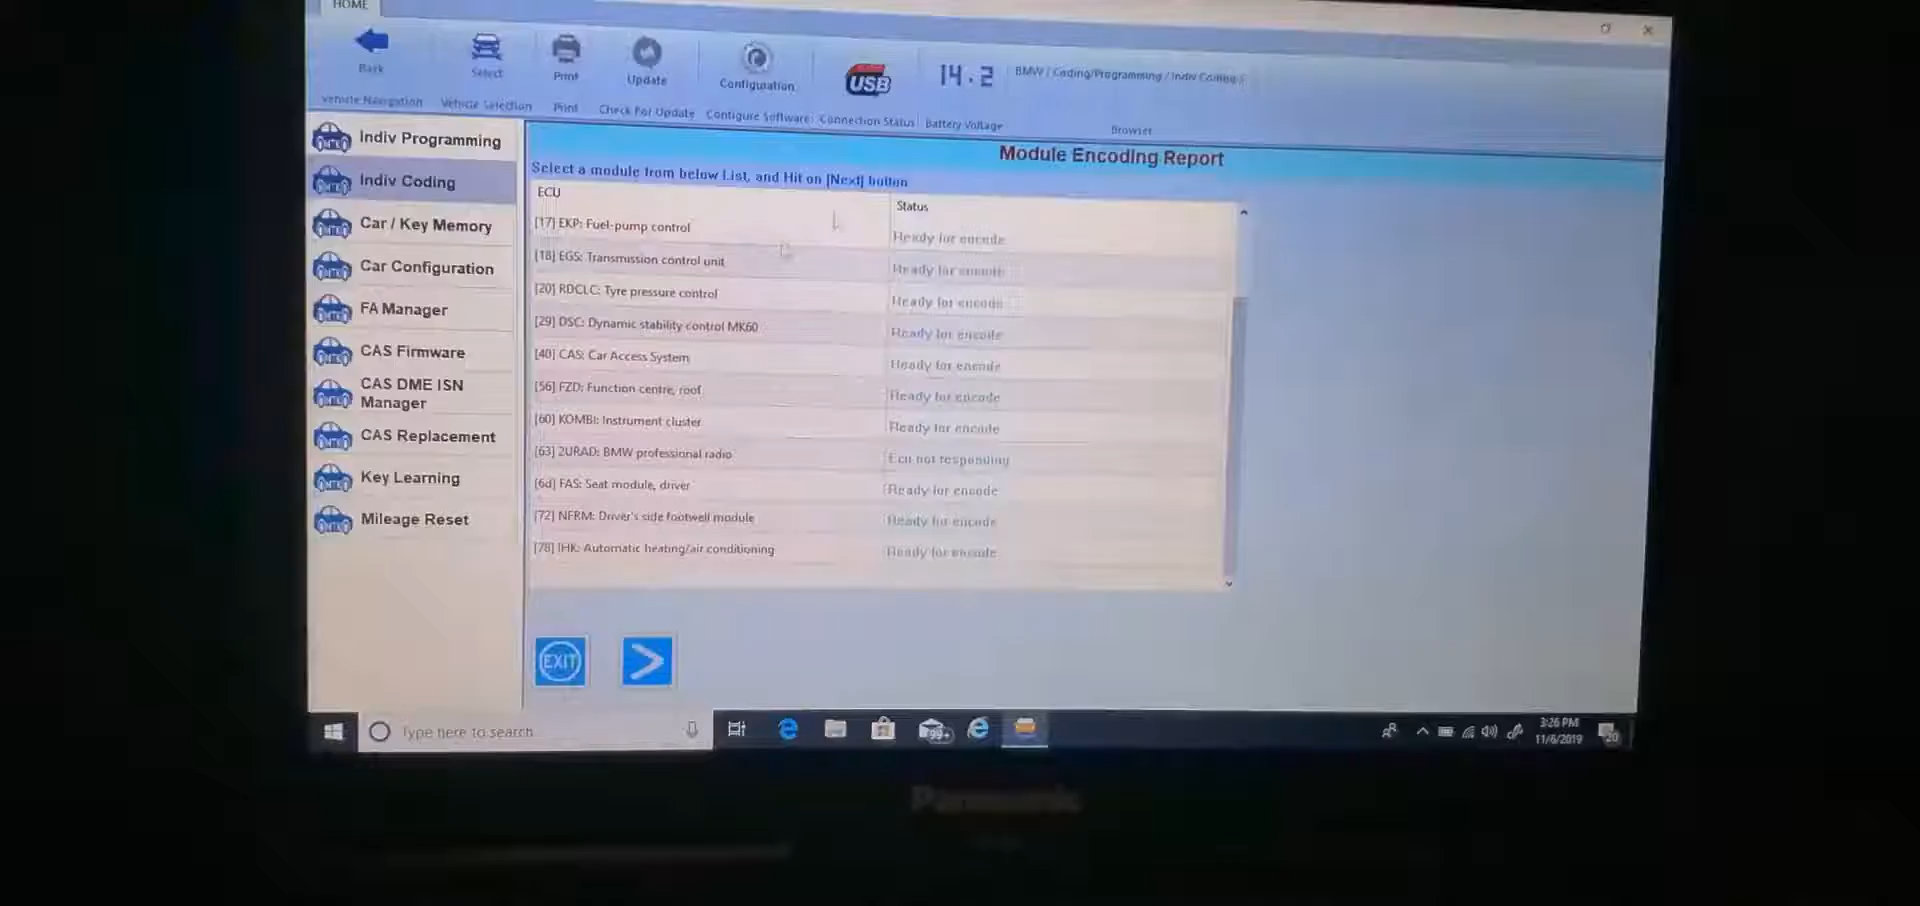 HOME
Back
Select
Print
Update
Configuration
USB
14.2
BMW / Coding/Programming / Indiv Coding
Vehicle Navigation
Vehicle Selection
Print
Check For Update
Configure Software
Connection Status
Battery Voltage
Browser
Indiv Programming
Indiv Coding
Car / Key Memory
Car Configuration
FA Manager
CAS Firmware
CAS DME ISN
Manager
CAS Replacement
Key Learning
Mileage Reset
Module Encoding Report
Select a module from below List, and Hit on [Next] button
ECU
Status
[17] EKP: Fuel-pump control
Ready for encode
[18] EGS: Transmission control unit
Ready for encode
[20] RDCLC: Tyre pressure control
Ready for encode
[29] DSC: Dynamic stability control MK60
Ready for encode
[40] CAS: Car Access System
Ready for encode
[56] FZD: Function centre, roof
Ready for encode
[60] KOMBI: Instrument cluster
Ready for encode
[63] 2URAD: BMW professional radio
Ecu not responding
[6d] FAS: Seat module, driver
Ready for encode
[72] NFRM: Driver's side footwell module
Ready for encode
[78] IHK: Automatic heating/air conditioning
Ready for encode
EXIT
Type here to search
99+
3:26 PM
11/6/2019
20
Panasonic